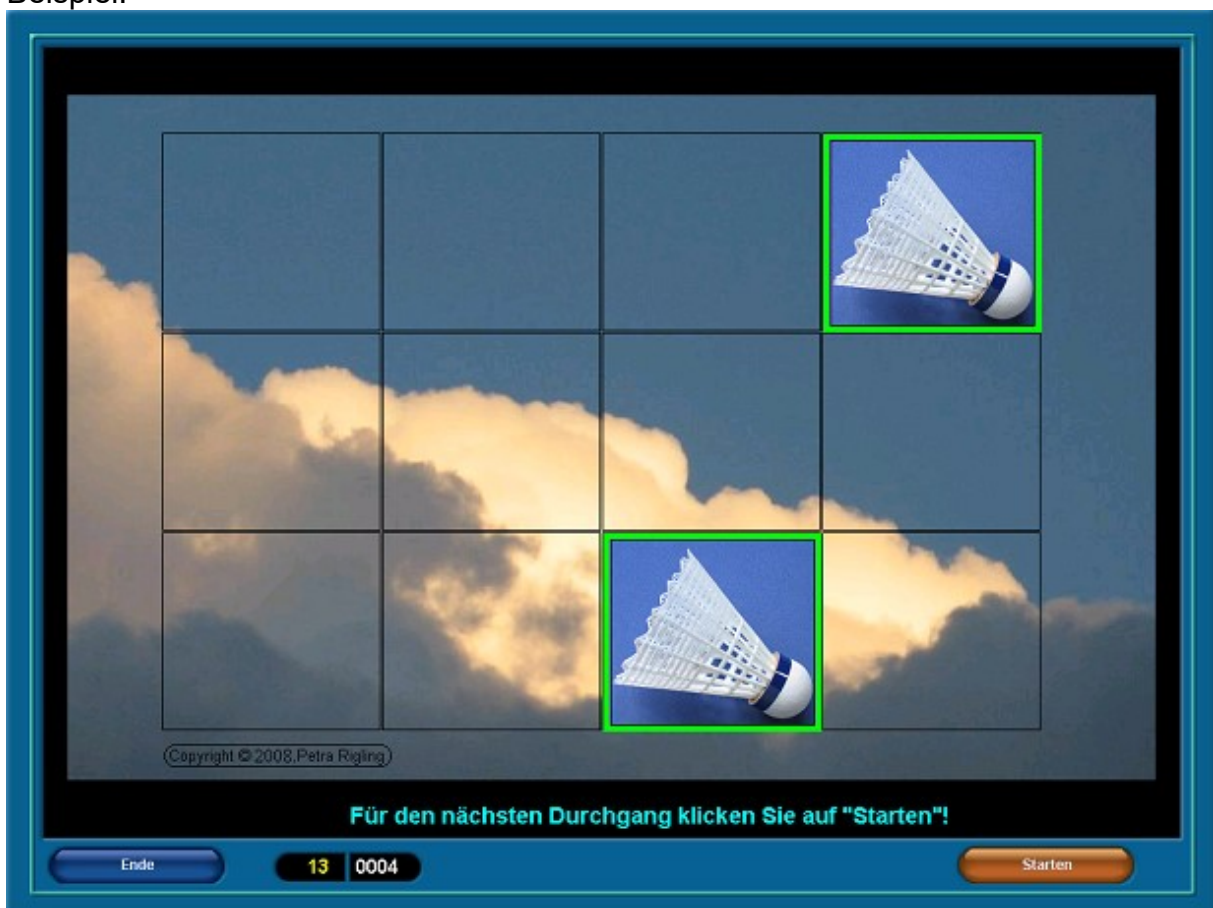 Beispiel:
Copyright © 2008, Petra Rigling
Für den nächsten Durchgang klicken Sie auf "Starten"!
Ende
13 0004
Starten